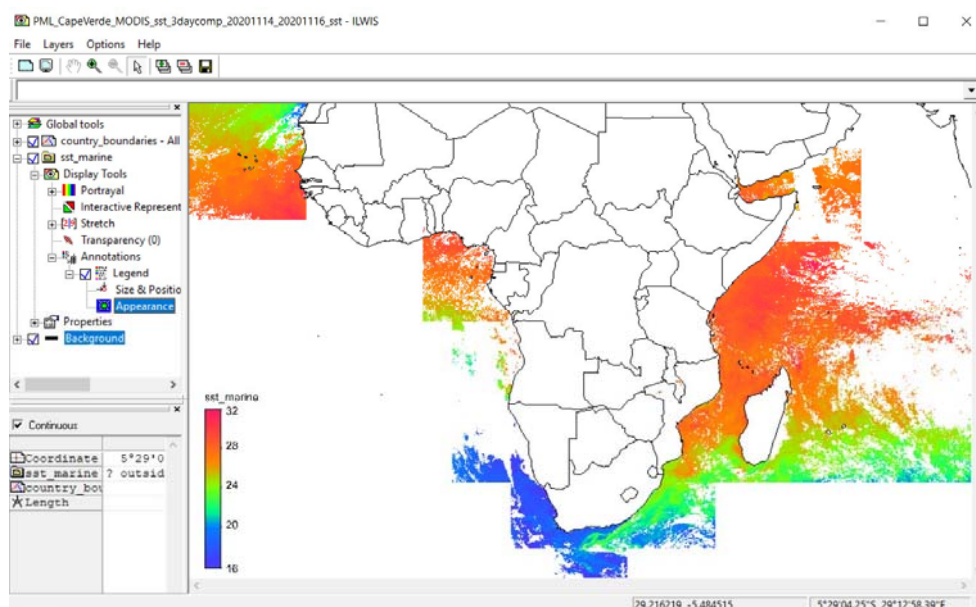 PML_CapeVerde_MODIS_sst_3daycomp_20201114_20201116_sst - ILWIS
File Layers Options Help
Global tools
country_boundaries - All
sst_marine
Display Tools
Portrayal
Interactive Represent
Stretch
Transparency (0)
Annotations
Legend
Size & Positio
Appearance
Properties
Background
Continuous
Coordinate 5°29'0
sst_marine ? outsid
country_bou
Length
sst_marine
32
28
24
20
16
29.216219, -5.484515 5°29'04.25"S, 29°12'58.39"E